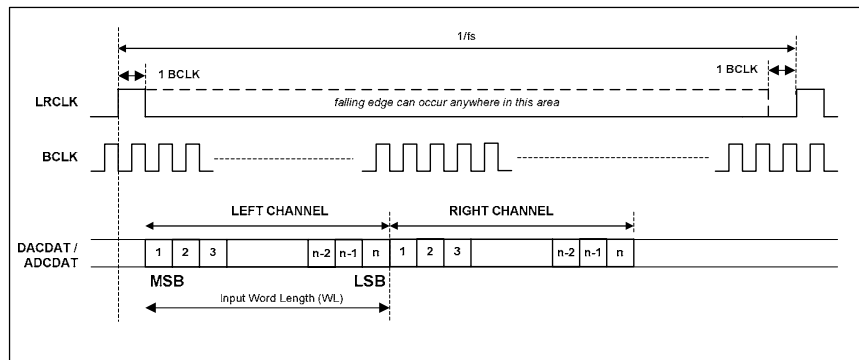 1/fs
1 BCLK
1 BCLK
LRCLK
falling edge can occur anywhere in this area
BCLK
LEFT CHANNEL
RIGHT CHANNEL
DACDAT /
ADCDAT
1 2 3 n-2 n-1 n 1 2 3 n-2 n-1 n
MSB LSB
Input Word Length (WL)